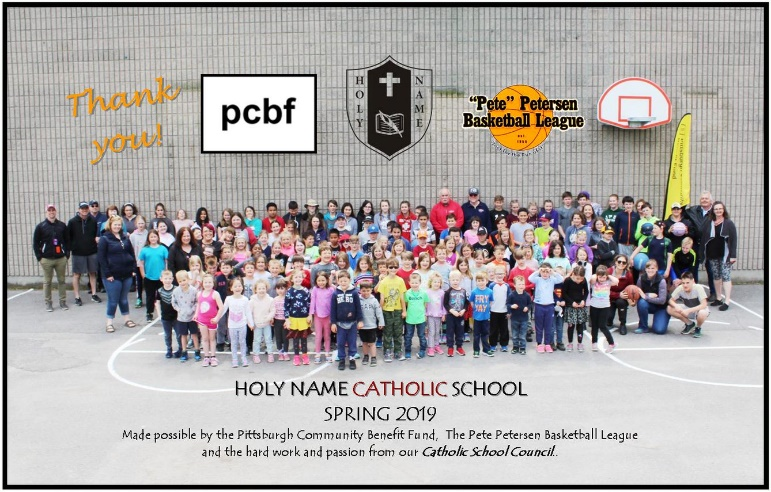 Thank
you!
pcbf
HOLY NAME
"Pete" Petersen
Basketball League
EST
HOLY NAME CATHOLIC SCHOOL
SPRING 2019
Made possible by the Pittsburgh Community Benefit Fund, The Pete Petersen Basketball League
and the hard work and passion from our Catholic School Council.